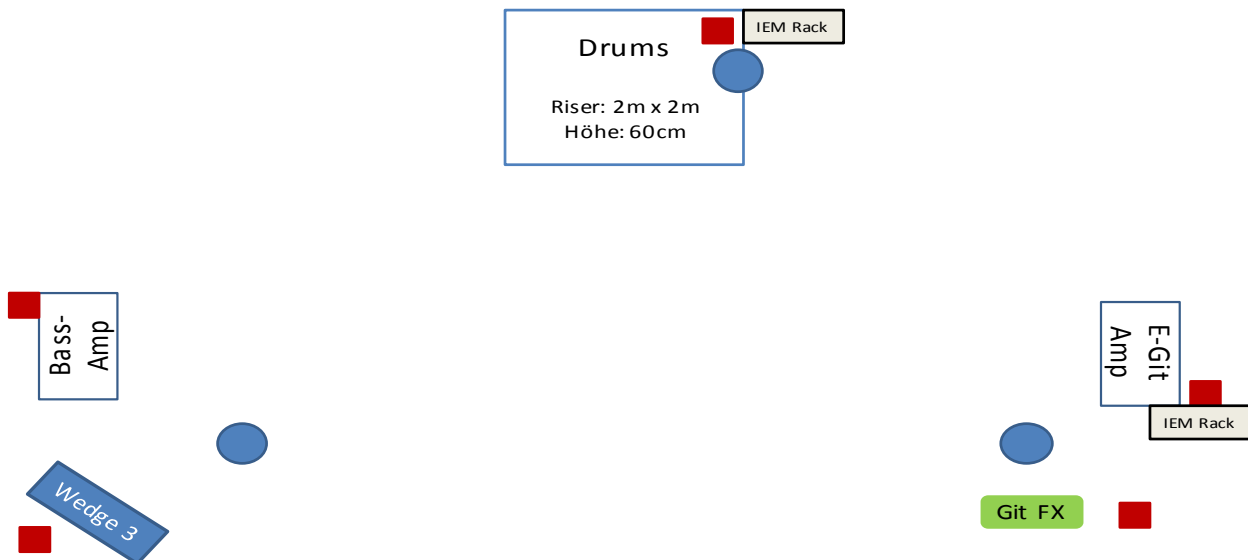 IEM Rack
Drums
Riser: 2m x 2m
Höhe: 60cm
Bass-
Amp
E-Git
Amp
IEM Rack
Wedge 3
Git FX